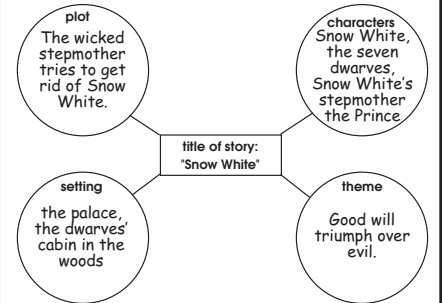 plot
The wicked
stepmother
tries to get
rid of Snow
White.
characters
Snow White,
the seven
dwarves,
Snow White's
stepmother
the Prince
title of story:
"Snow White"
setting
the palace,
the dwarves'
cabin in the
woods
theme
Good will
triumph over
evil.